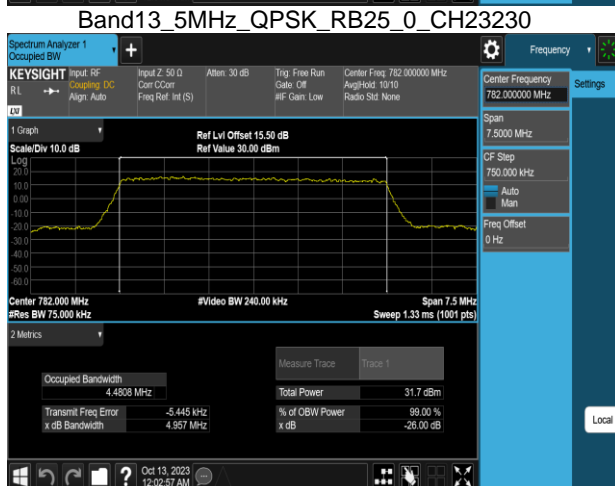 Band13_5MHz_QPSK_RB25_0_CH23230
Spectrum Analyzer 1
Occupied BW
Frequency
KEYSIGHT
RL
LXI
Input: RF
Coupling: DC
Align: Auto
Input Z: 50 Ω
Corr CCorr
Freq Ref: Int (S)
Atten: 30 dB
Trig: Free Run
Gate: Off
#IF Gain: Low
Center Freq: 782.000000 MHz
Avg|Hold: 10/10
Radio Std: None
Center Frequency
782.000000 MHz
Settings
Span
7.5000 MHz
CF Step
750.000 kHz
Auto
Man
Freq Offset
0 Hz
Local
1 Graph
Scale/Div 10.0 dB
Ref Lvl Offset 15.50 dB
Ref Value 30.00 dBm
Log
20.0
10.0
0.00
-10.0
-20.0
-30.0
-40.0
-50.0
-60.0
Center 782.000 MHz
#Video BW 240.00 kHz
Span 7.5 MHz
#Res BW 75.000 kHz
Sweep 1.33 ms (1001 pts)
2 Metrics
Measure Trace
Trace 1
Occupied Bandwidth
4.4808 MHz
Total Power
31.7 dBm
Transmit Freq Error
-5.445 kHz
% of OBW Power
99.00 %
x dB Bandwidth
4.957 MHz
x dB
-26.00 dB
?
Oct 13, 2023
12:02:57 AM